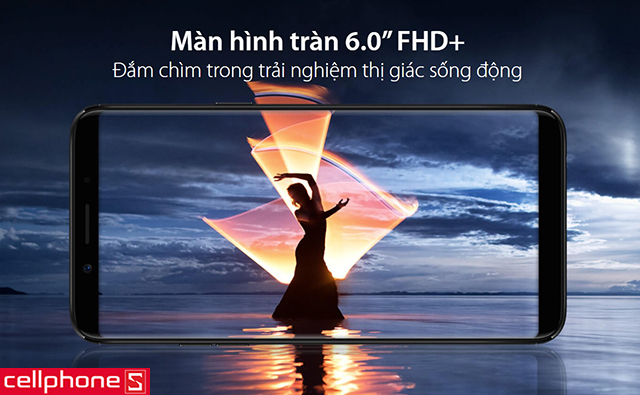 Màn hình tràn 6.0” FHD+
Đắm chìm trong trải nghiệm thị giác sống động
cellphone S